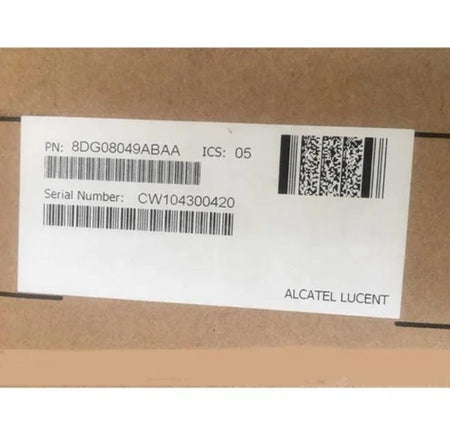 PN: 8DG08049ABAA ICS: 05
Serial Number: CW104300420
ALCATEL LUCENT